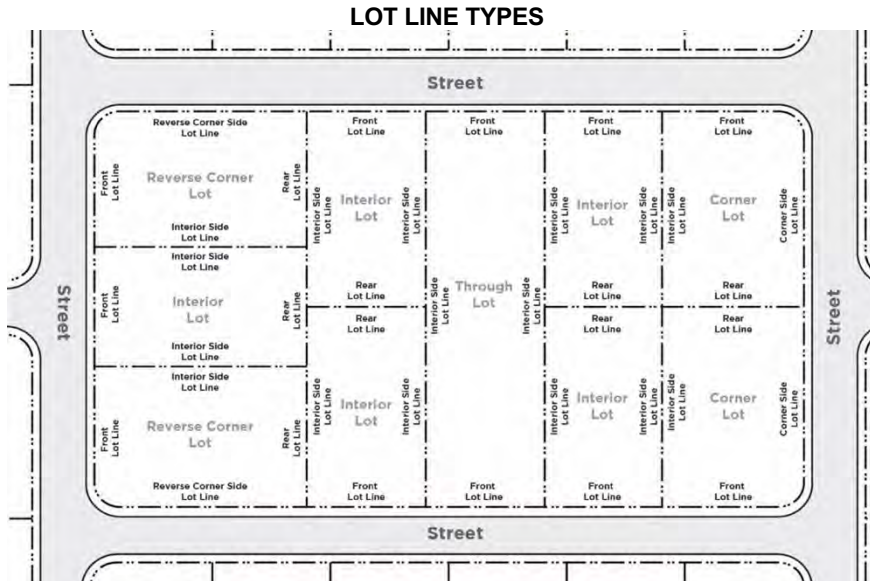 LOT LINE TYPES
Street
Reverse Corner Side
Lot Line
Front
Lot Line
Front
Lot Line
Front
Lot Line
Front
Lot Line
Front
Lot Line
Reverse Corner
Lot
Rear
Lot Line
Interior Side
Lot Line
Interior Side
Lot Line
Interior
Lot
Interior Side
Lot Line
Interior Side
Lot Line
Interior
Lot
Interior Side
Lot Line
Interior Side
Lot Line
Corner
Lot
Corner Side
Lot Line
Interior Side
Lot Line
Front
Lot Line
Interior
Lot
Rear
Lot Line
Interior Side
Lot Line
Rear
Lot Line
Rear
Lot Line
Interior Side
Lot Line
Through
Lot
Interior Side
Lot Line
Rear
Lot Line
Rear
Lot Line
Rear
Lot Line
Rear
Lot Line
Street
Street
Interior Side
Lot Line
Front
Lot Line
Reverse Corner
Lot
Rear
Lot Line
Interior Side
Lot Line
Interior
Lot
Interior Side
Lot Line
Interior Side
Lot Line
Interior
Lot
Interior Side
Lot Line
Interior Side
Lot Line
Corner
Lot
Corner Side
Lot Line
Reverse Corner Side
Lot Line
Front
Lot Line
Front
Lot Line
Front
Lot Line
Front
Lot Line
Street